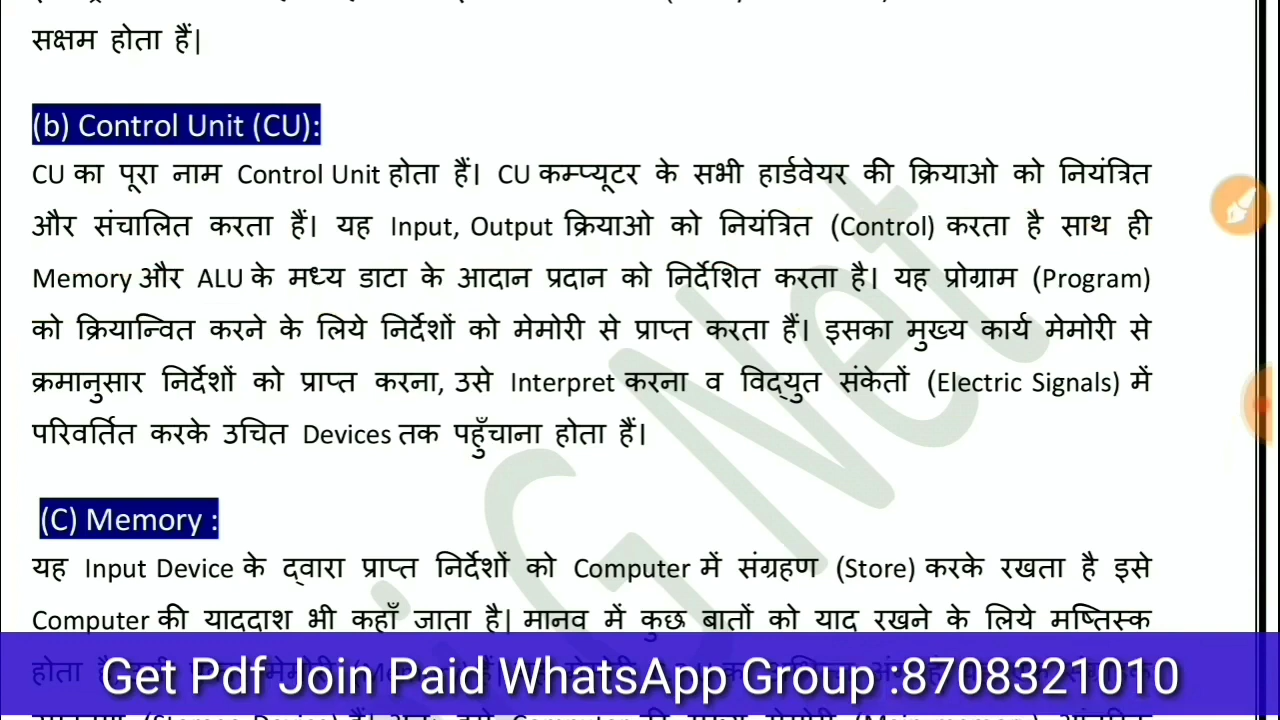 सक्षम होता हैं|
(b) Control Unit (CU):
CU का पूरा नाम Control Unit होता हैं| CU कम्प्यूटर के सभी हार्डवेयर की क्रियाओ को नियंत्रित
और संचालित करता हैं| यह Input, Output क्रियाओ को नियंत्रित (Control) करता है साथ ही
Memory और ALU के मध्य डाटा के आदान प्रदान को निर्देशित करता है| यह प्रोग्राम (Program)
को क्रियान्वित करने के लिये निर्देशों को मेमोरी से प्राप्त करता हैं| इसका मुख्य कार्य मेमोरी से
क्रमानुसार निर्देशों को प्राप्त करना, उसे Interpret करना व विद्युत संकेतों (Electric Signals) में
परिवर्तित करके उचित Devices तक पहुँचाना होता हैं|
(C) Memory :
यह Input Device के द्वारा प्राप्त निर्देशों को Computer में संग्रहण (Store) करके रखता है इसे
Computer की याददाश भी कहाँ जाता है| मानव में कुछ बातों को याद रखने के लिये मष्तिस्क
होता
Get Pdf Join Paid WhatsApp Group :8708321010